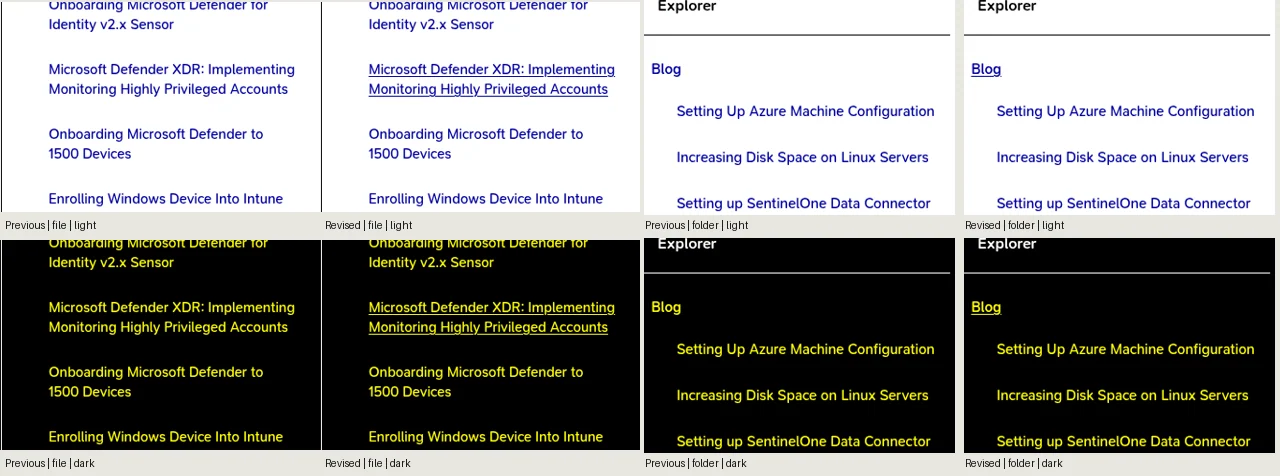 Onboarding Microsoft Defender for
Identity v2.x Sensor
Microsoft Defender XDR: Implementing
Monitoring Highly Privileged Accounts
Onboarding Microsoft Defender to
1500 Devices
Enrolling Windows Device Into Intune
Previous | file | light
Onboarding Microsoft Defender for
Identity v2.x Sensor
Microsoft Defender XDR: Implementing
Monitoring Highly Privileged Accounts
Onboarding Microsoft Defender to
1500 Devices
Enrolling Windows Device Into Intune
Revised | file | light
Explorer
Blog
Setting Up Azure Machine Configuration
Increasing Disk Space on Linux Servers
Setting up SentinelOne Data Connector
Previous | folder | light
Explorer
Blog
Setting Up Azure Machine Configuration
Increasing Disk Space on Linux Servers
Setting up SentinelOne Data Connector
Revised | folder | light
Onboarding Microsoft Defender for
Identity v2.x Sensor
Microsoft Defender XDR: Implementing
Monitoring Highly Privileged Accounts
Onboarding Microsoft Defender to
1500 Devices
Enrolling Windows Device Into Intune
Previous | file | dark
Onboarding Microsoft Defender for
Identity v2.x Sensor
Microsoft Defender XDR: Implementing
Monitoring Highly Privileged Accounts
Onboarding Microsoft Defender to
1500 Devices
Enrolling Windows Device Into Intune
Revised | file | dark
Explorer
Blog
Setting Up Azure Machine Configuration
Increasing Disk Space on Linux Servers
Setting up SentinelOne Data Connector
Previous | folder | dark
Explorer
Blog
Setting Up Azure Machine Configuration
Increasing Disk Space on Linux Servers
Setting up SentinelOne Data Connector
Revised | folder | dark